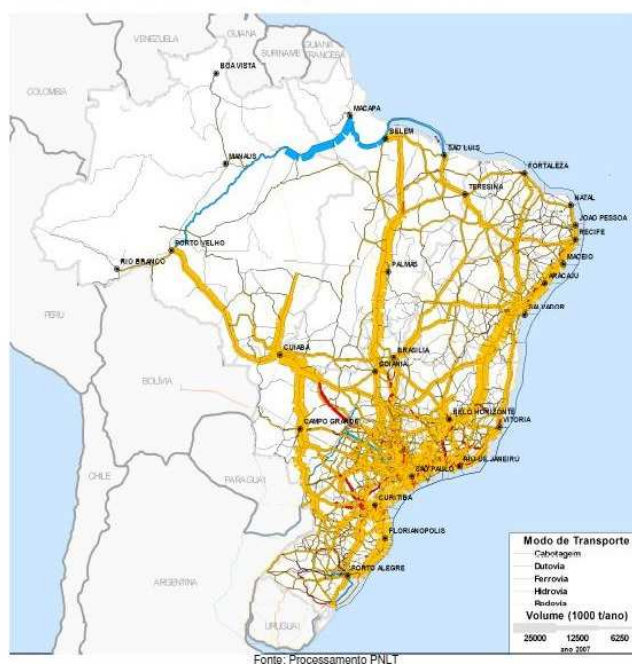 GUIANA
VENEZUELA
SURINAME
GUIANA
FRANCESA
BOA VISTA
COLOMBIA
MACAPA
BELEM
SAO LUIS
MANAUS
FORTALEZA
TERESINA
NATAL
JOAO PESSOA
RECIFE
PORTO VELHO
MACEIO
RIO BRANCO
PALMAS
ARACAJU
SALVADOR
PERU
CUIABA
BRASILIA
GOIANIA
BOLIVIA
BELO HORIZONTE
VITORIA
CAMPO GRANDE
RIO DE JANEIRO
SAO PAULO
CHILE
PARAGUAI
CURITIBA
FLORIANOPOLIS
Modo de Transporte
Cabotagem
Dutovia
PORTO ALEGRE
Ferrovia
ARGENTINA
Hidrovia
Rodovia
Volume (1000 t/ano)
URUGUAI
25000 12500 6250
ano 2007
Fonte: Processamento PNLT